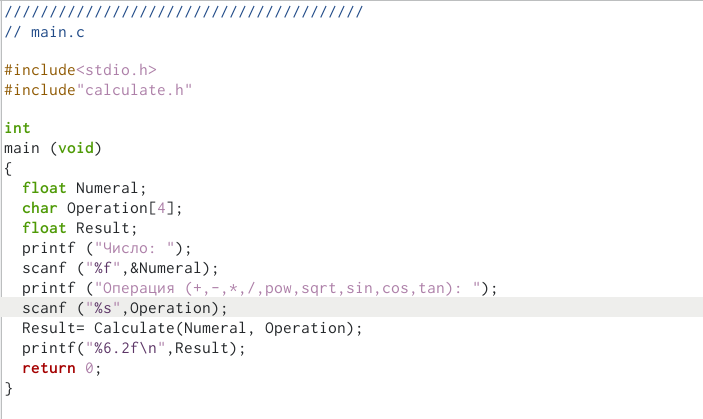 ////////////////////////////////////////
// main.c
#include<stdio.h>
#include"calculate.h"
int
main (void)
{
  float Numeral;
  char Operation[4];
  float Result;
  printf ("Число: ");
  scanf ("%f",&Numeral);
  printf ("Операция (+,-,*,/,pow,sqrt,sin,cos,tan): ");
  scanf ("%s",Operation);
  Result= Calculate(Numeral, Operation);
  printf("%6.2f\n",Result);
  return 0;
}